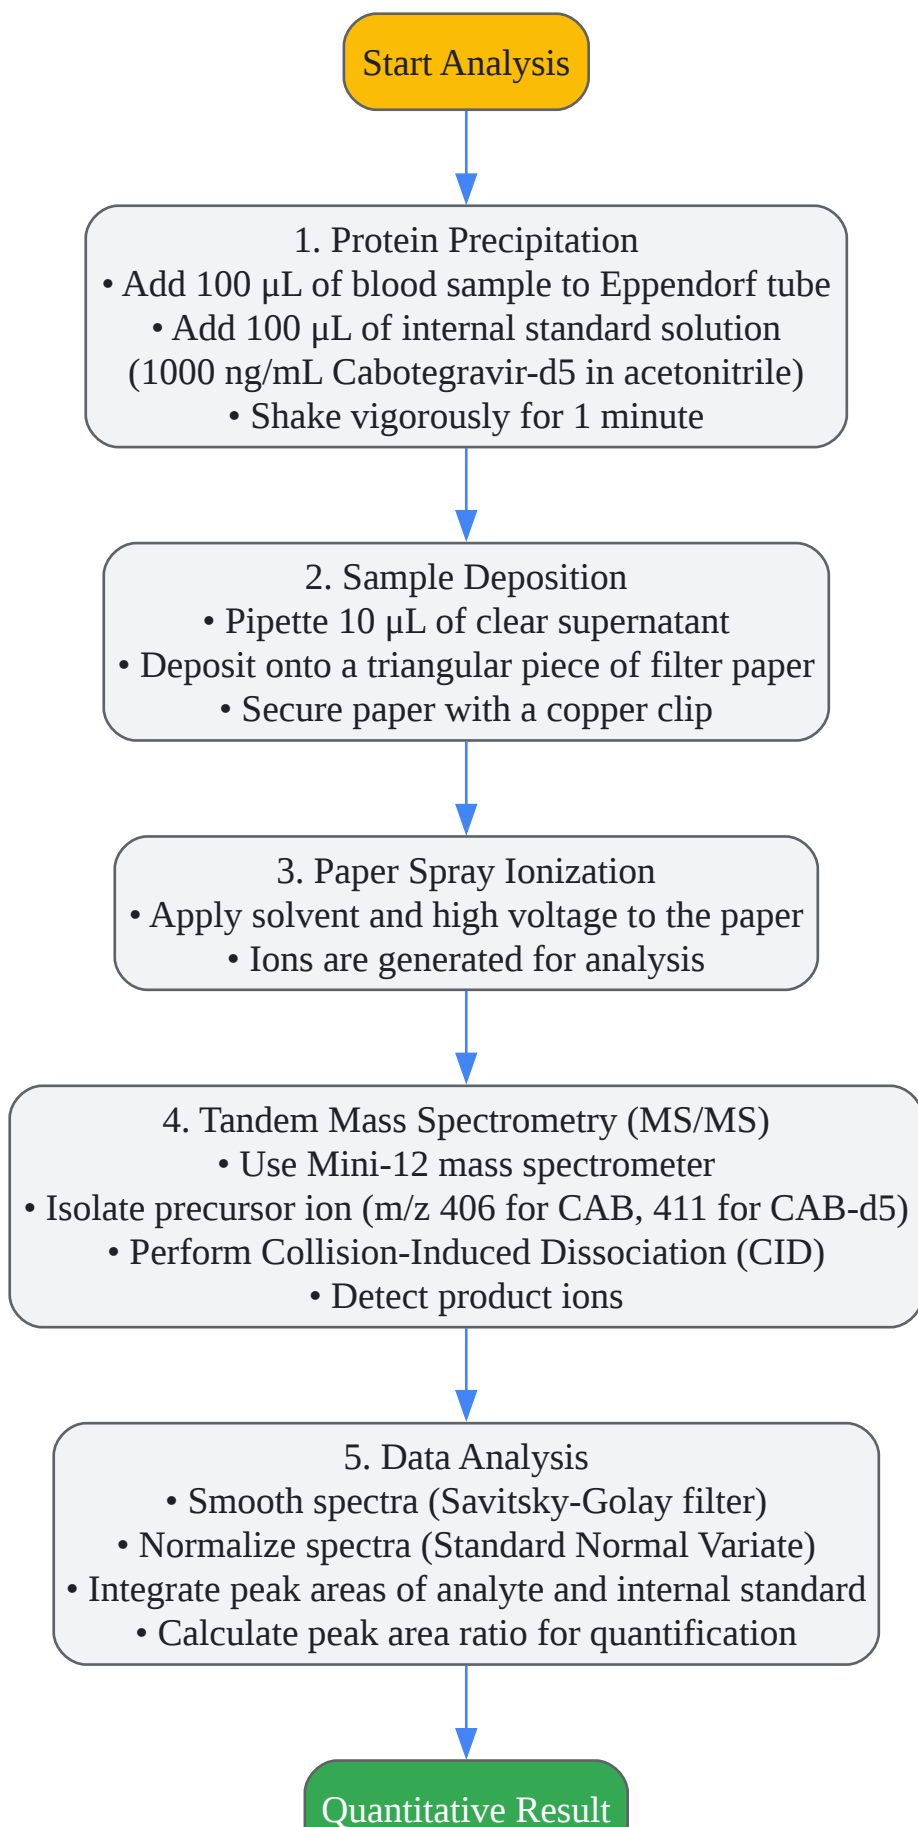 Start Analysis
1. Protein Precipitation
• Add 100 μL of blood sample to Eppendorf tube
• Add 100 μL of internal standard solution
(1000 ng/mL Cabotegravir-d5 in acetonitrile)
• Shake vigorously for 1 minute
2. Sample Deposition
• Pipette 10 μL of clear supernatant
• Deposit onto a triangular piece of filter paper
• Secure paper with a copper clip
3. Paper Spray Ionization
• Apply solvent and high voltage to the paper
• Ions are generated for analysis
4. Tandem Mass Spectrometry (MS/MS)
• Use Mini-12 mass spectrometer
• Isolate precursor ion (m/z 406 for CAB, 411 for CAB-d5)
• Perform Collision-Induced Dissociation (CID)
• Detect product ions
5. Data Analysis
• Smooth spectra (Savitsky-Golay filter)
• Normalize spectra (Standard Normal Variate)
• Integrate peak areas of analyte and internal standard
• Calculate peak area ratio for quantification
Quantitative Result